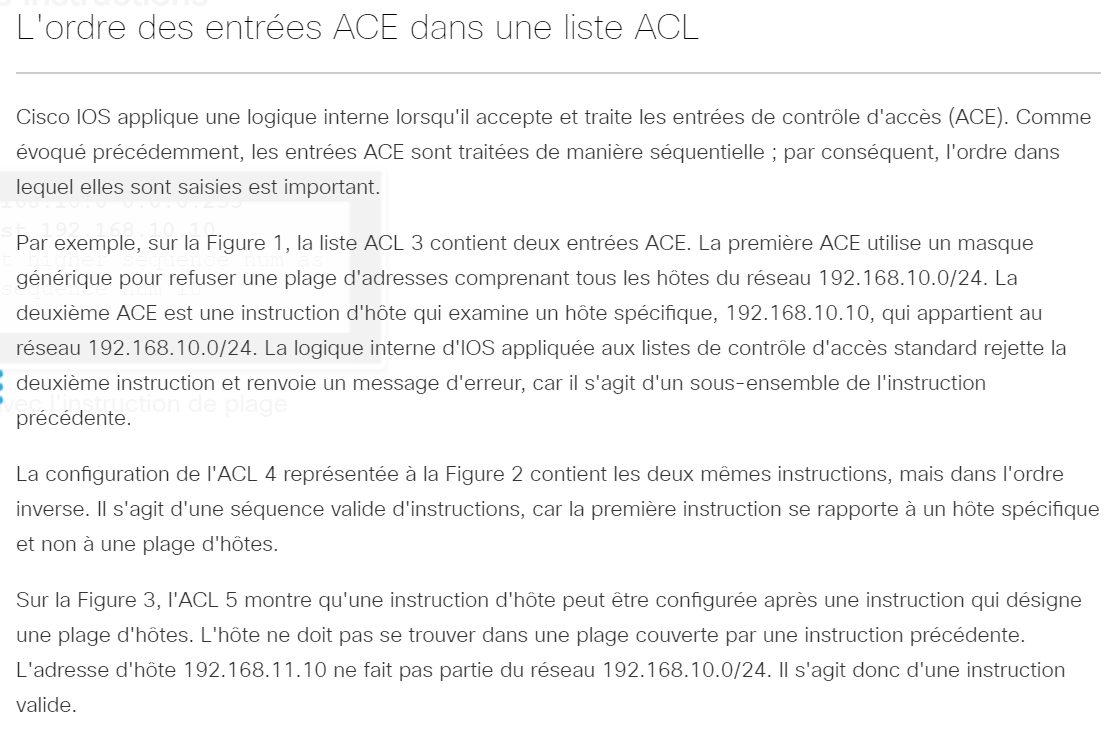 L'ordre des entrées ACE dans une liste ACL
Cisco IOS applique une logique interne lorsqu'il accepte et traite les entrées de contrôle d'accès (ACE). Comme
évoqué précédemment, les entrées ACE sont traitées de manière séquentielle ; par conséquent, l'ordre dans
lequel elles sont saisies est important.
Par exemple, sur la Figure 1, la liste ACL 3 contient deux entrées ACE. La première ACE utilise un masque
générique pour refuser une plage d'adresses comprenant tous les hôtes du réseau 192.168.10.0/24. La
deuxième ACE est une instruction d'hôte qui examine un hôte spécifique, 192.168.10.10, qui appartient au
réseau 192.168.10.0/24. La logique interne d'IOS appliquée aux listes de contrôle d'accès standard rejette la
deuxième instruction et renvoie un message d'erreur, car il s'agit d'un sous-ensemble de l'instruction
précédente.
La configuration de l'ACL 4 représentée à la Figure 2 contient les deux mêmes instructions, mais dans l'ordre
inverse. Il s'agit d'une séquence valide d'instructions, car la première instruction se rapporte à un hôte spécifique
et non à une plage d'hôtes.
Sur la Figure 3, l'ACL 5 montre qu'une instruction d'hôte peut être configurée après une instruction qui désigne
une plage d'hôtes. L'hôte ne doit pas se trouver dans une plage couverte par une instruction précédente.
L'adresse d'hôte 192.168.11.10 ne fait pas partie du réseau 192.168.10.0/24. Il s'agit donc d'une instruction
valide.